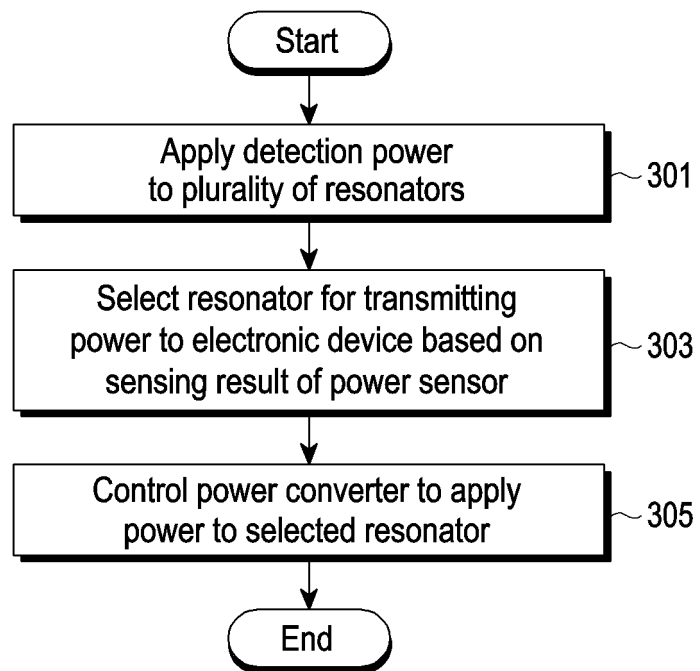 Start
Apply detection power
to plurality of resonators
301
Select resonator for transmitting
power to electronic device based on
sensing result of power sensor
303
Control power converter to apply
power to selected resonator
305
End